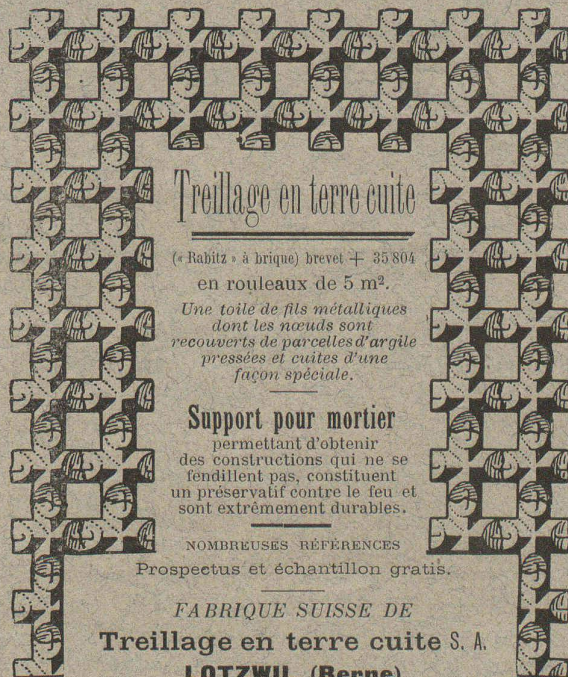 Treillage en terre cuite
(« Rabitz » à brique) brevet + 35 804
en rouleaux de 5 m².
Une toile de fils métalliques
dont les nœuds sont
recouverts de parcelles d'argile
pressées et cuites d'une
façon spéciale.
Support pour mortier
permettant d'obtenir
des constructions qui ne se
fendillent pas, constituent
un préservatif contre le feu et
sont extrêmement durables.
NOMBREUSES RÉFÉRENCES
Prospectus et échantillon gratis.
FABRIQUE SUISSE DE
Treillage en terre cuite S. A.
LOTZWIL (Berne)